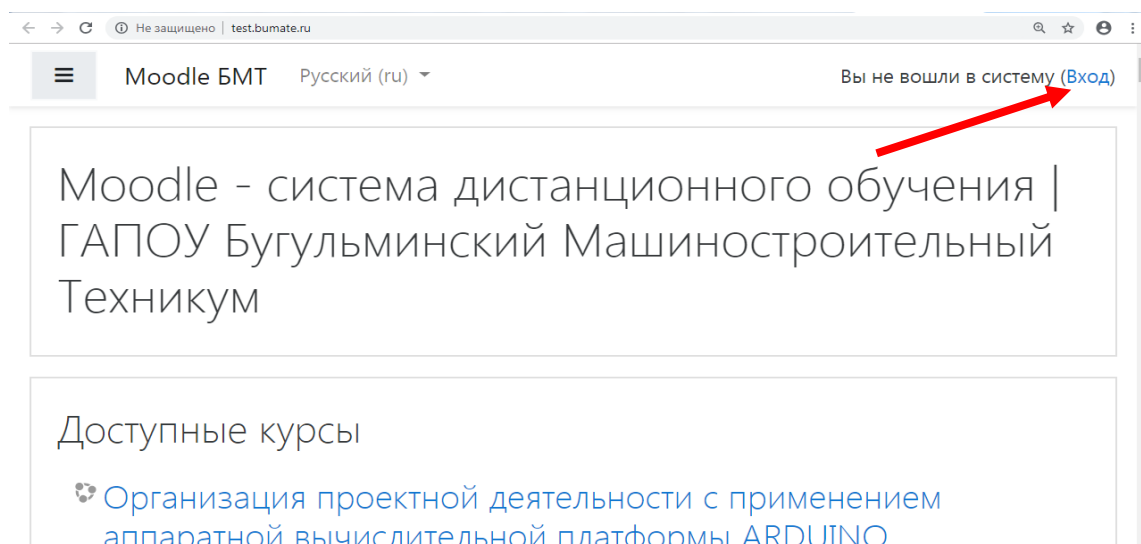 Не защищено | test.bumate.ru
Moodle БМТ Русский (ru) Вы не вошли в систему (Вход)
Moodle - система дистанционного обучения |
ГАПОУ Бугульминский Машиностроительный
Техникум
Доступные курсы
Организация проектной деятельности с применением
аппаратной вычислительной платформы ARDUINO